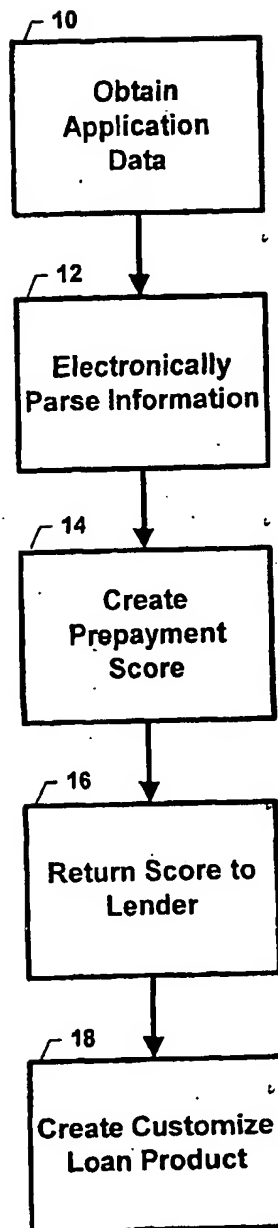 10
Obtain
Application
Data
12
Electronically
Parse Information
14
Create
Prepayment
Score
16
Return Score to
Lender
18
Create Customize
Loan Product